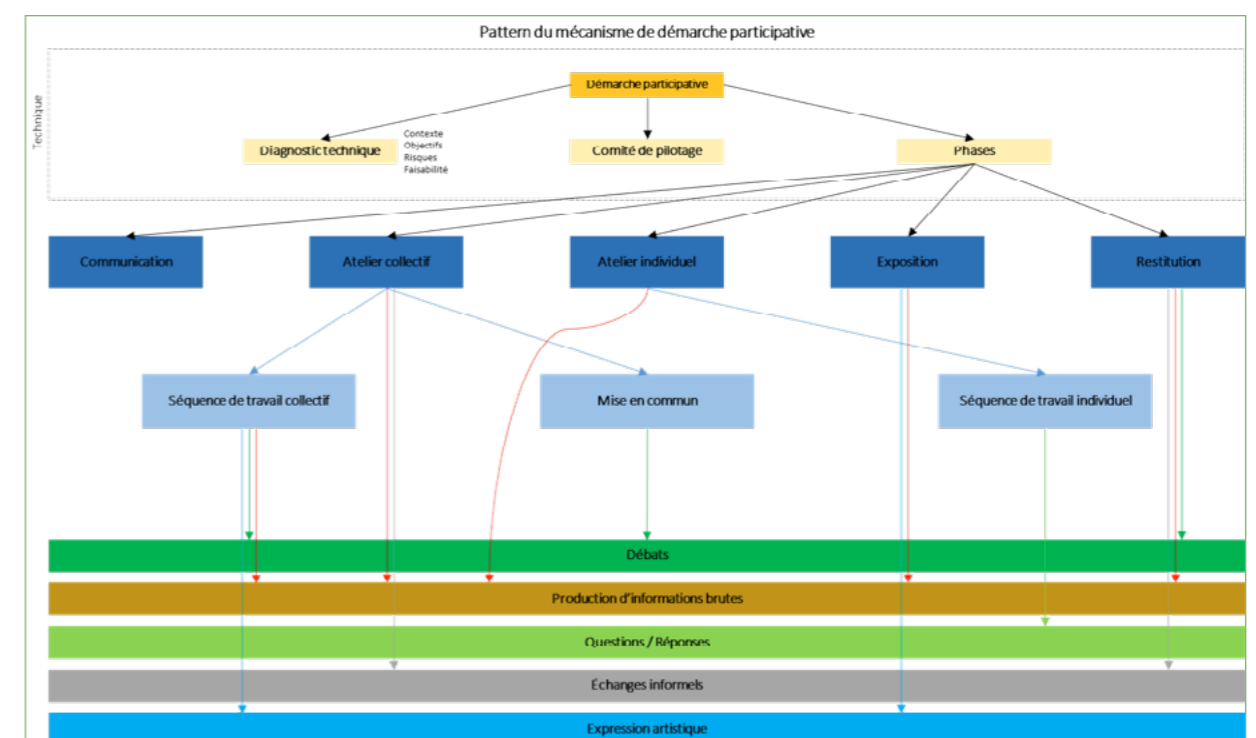 Pattern du mécanisme de démarche participative
Technique
Démarche participative
Diagnostic technique
Contexte
Objectifs
Risques
Faisabilité
Comité de pilotage
Phases
Communication
Atelier collectif
Atelier individuel
Exposition
Restitution
Séquence de travail collectif
Mise en commun
Séquence de travail individuel
Débats
Production d'informations brutes
Questions / Réponses
Échanges informels
Expression artistique